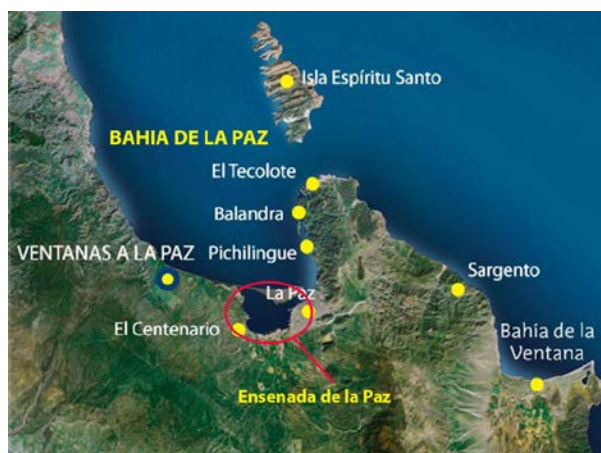 Isla Espíritu Santo
BAHIA DE LA PAZ
El Tecolote
Balandra
VENTANAS A LA PAZ
Pichilingue
Sargento
La Paz
El Centenario
Bahía de la
Ventana
Ensenada de la Paz